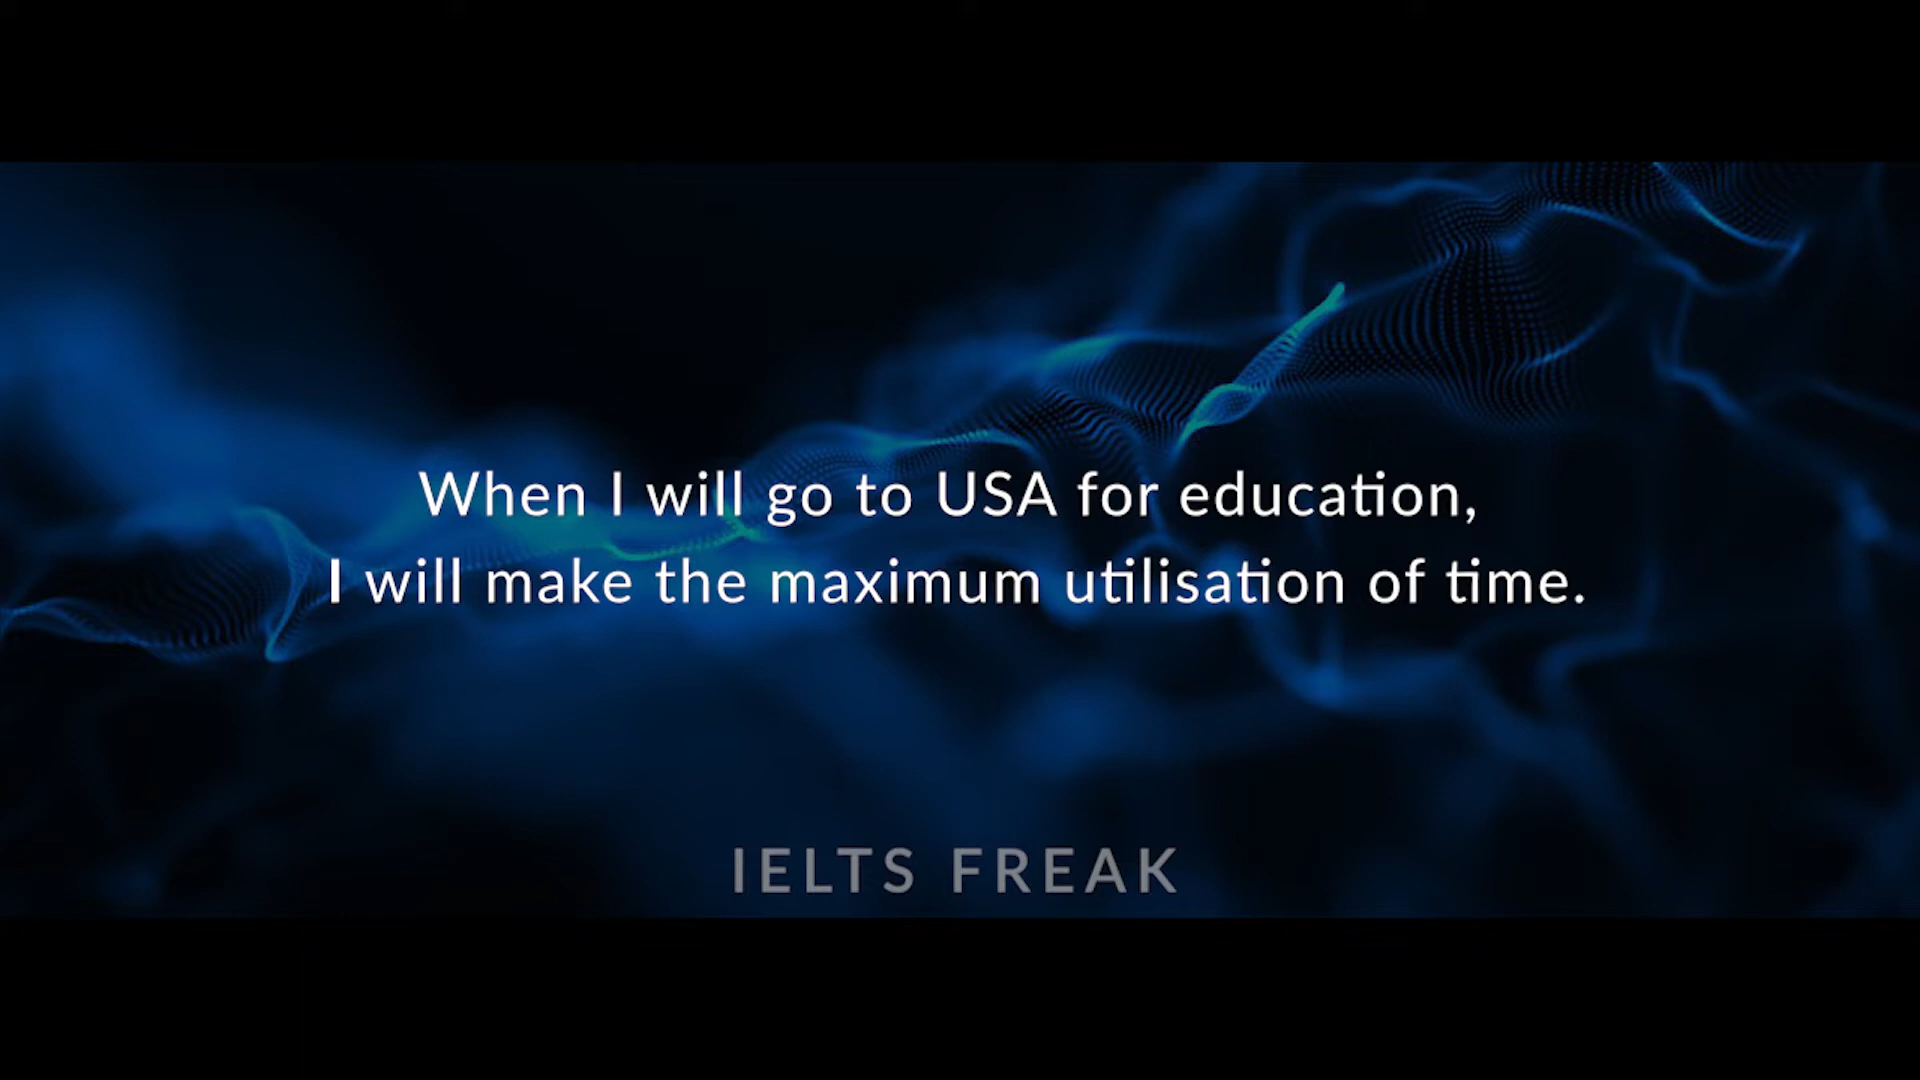 When I will go to USA for education,
I will make the maximum utilisation of time.
IELTS FREAK